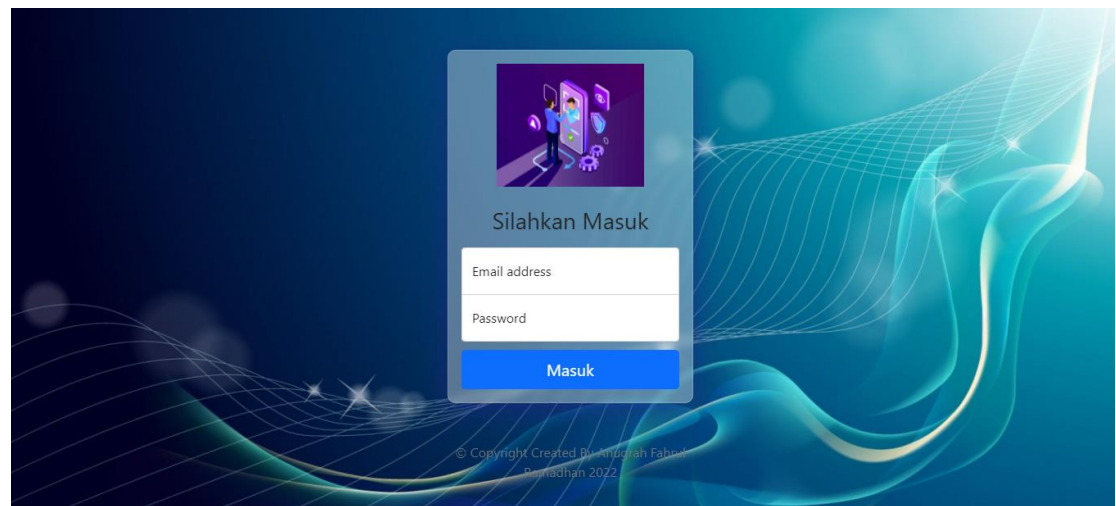 Silahkan Masuk
Email address
Password
Masuk
© Copyright Created By Anugrah Fahrul
Ramadhan 2022